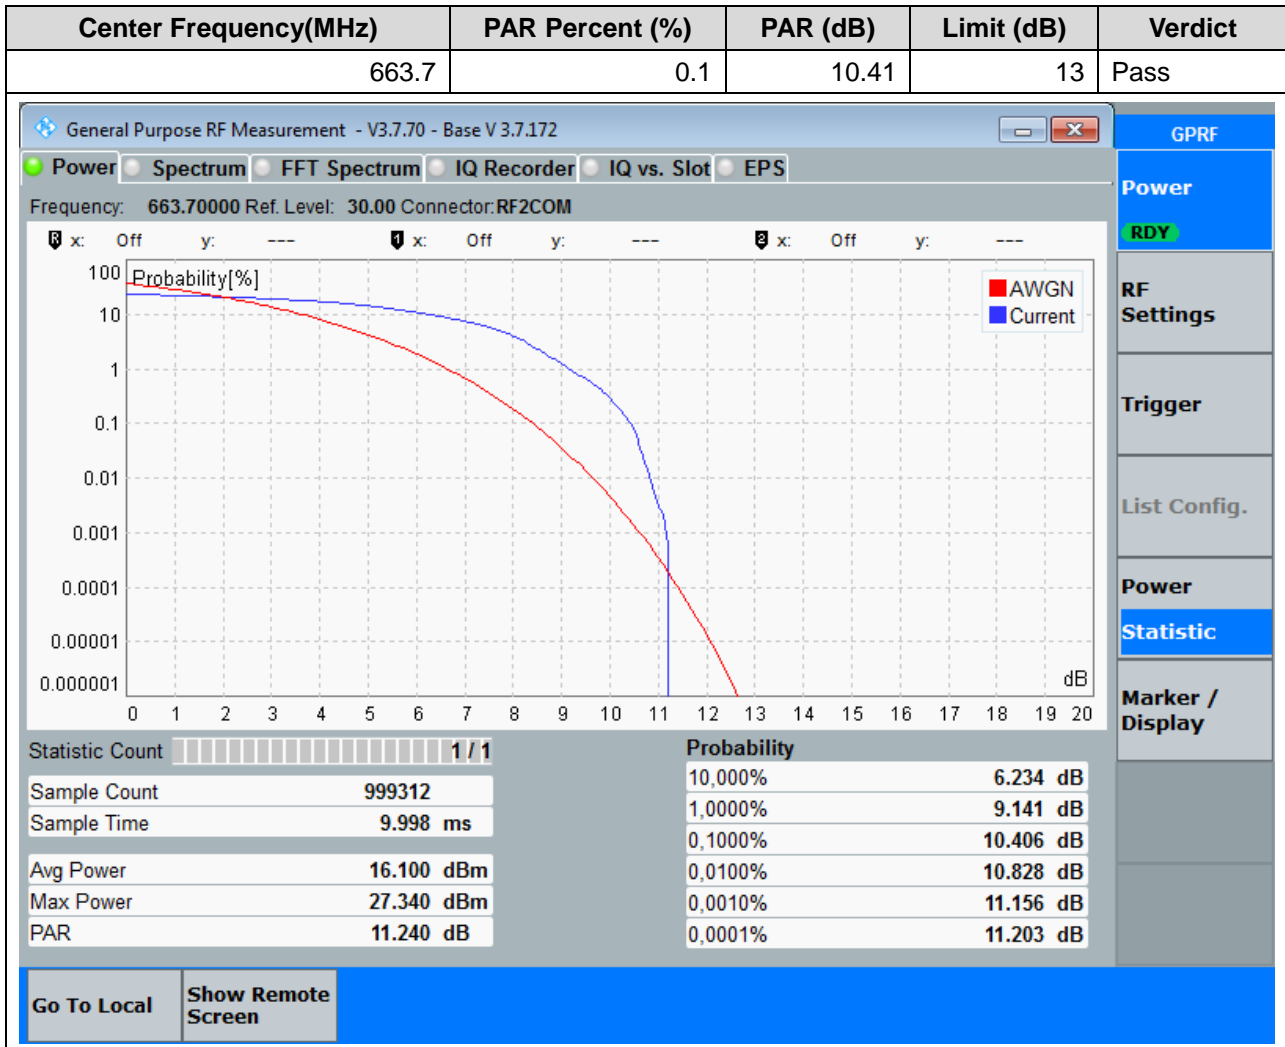 Center Frequency(MHz) PAR Percent (%) PAR (dB) Limit (dB) Verdict
663.7 0.1 10.41 13 Pass
General Purpose RF Measurement - V3.7.70 - Base V 3.7.172
GPRF
Power Spectrum FFT Spectrum IQ Recorder IQ vs. Slot EPS
Frequency: 663.70000 Ref. Level: 30.00 Connector:RF2COM
R x: Off y: --- 1 x: Off y: --- 2 x: Off y: ---
Probability[%]
100
10
1
0.1
0.01
0.001
0.0001
0.00001
0.000001
AWGN
Current
dB
0 1 2 3 4 5 6 7 8 9 10 11 12 13 14 15 16 17 18 19 20
Statistic Count 1 / 1
Sample Count 999312
Sample Time 9.998 ms
Avg Power 16.100 dBm
Max Power 27.340 dBm
PAR 11.240 dB
Probability
10,000% 6.234 dB
1,0000% 9.141 dB
0,1000% 10.406 dB
0,0100% 10.828 dB
0,0010% 11.156 dB
0,0001% 11.203 dB
Power
RDY
RF
Settings
Trigger
List Config.
Power
Statistic
Marker /
Display
Go To Local
Show Remote
Screen